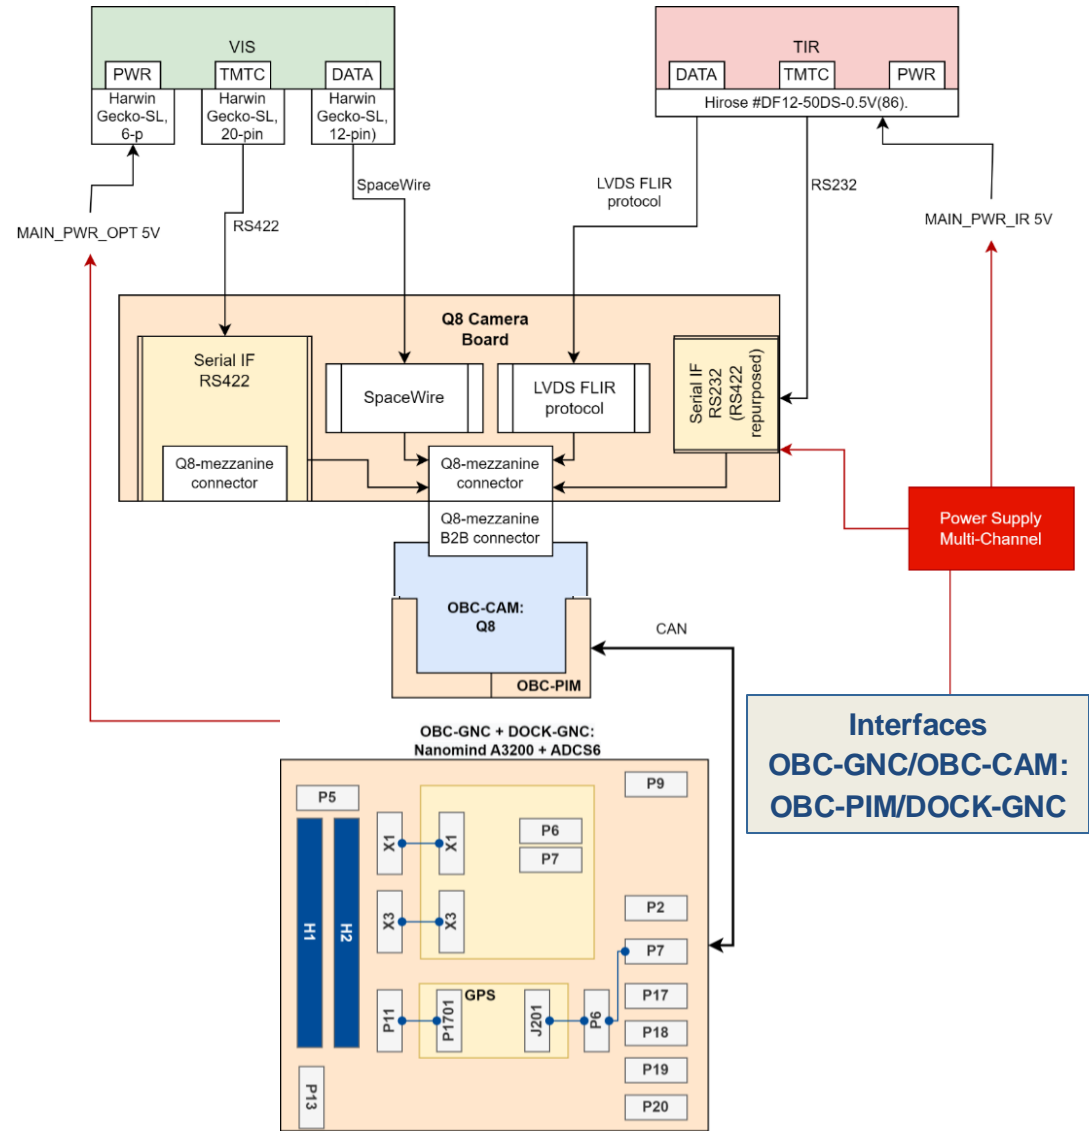 VIS
PWR
TMTC
DATA
Harwin
Gecko-SL,
6-p
Harwin
Gecko-SL,
20-pin
Harwin
Gecko-SL,
12-pin)
TIR
DATA
TMTC
PWR
Hirose #DF12-50DS-0.5V(86).
SpaceWire
LVDS FLIR
protocol
RS232
RS422
MAIN_PWR_OPT 5V
MAIN_PWR_IR 5V
Q8 Camera
Board
Serial IF
RS422
SpaceWire
LVDS FLIR
protocol
Serial IF
RS232
(RS422
repurposed)
Q8-mezzanine
connector
Q8-mezzanine
connector
Q8-mezzanine
B2B connector
Power Supply
Multi-Channel
OBC-CAM:
Q8
CAN
OBC-PIM
Interfaces
OBC-GNC/OBC-CAM:
OBC-PIM/DOCK-GNC
OBC-GNC + DOCK-GNC:
Nanomind A3200 + ADCS6
P5
P9
X1
X1
P6
P7
X3
X3
P2
P7
H1
H2
GPS
P11
P1701
J201
P6
P17
P18
P19
P20
P13